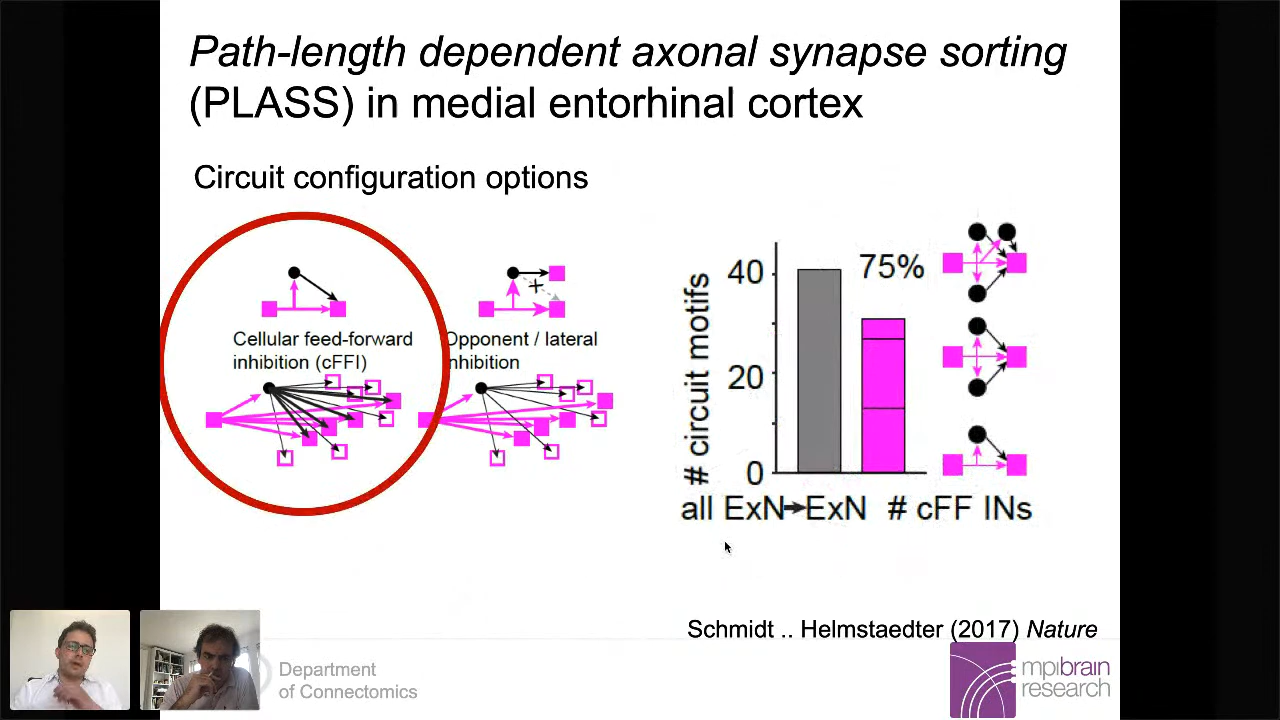 Path-length dependent axonal synapse sorting
(PLASS) in medial entorhinal cortex
Circuit configuration options
Cellular feed-forward
inhibition (cFFI)
Opponent / lateral
inhibition
+
# circuit motifs
40
20
0
75%
all ExN→ExN
# cFF INs
Schmidt .. Helmstaedter (2017) Nature
Department
of Connectomics
mpibrain
research